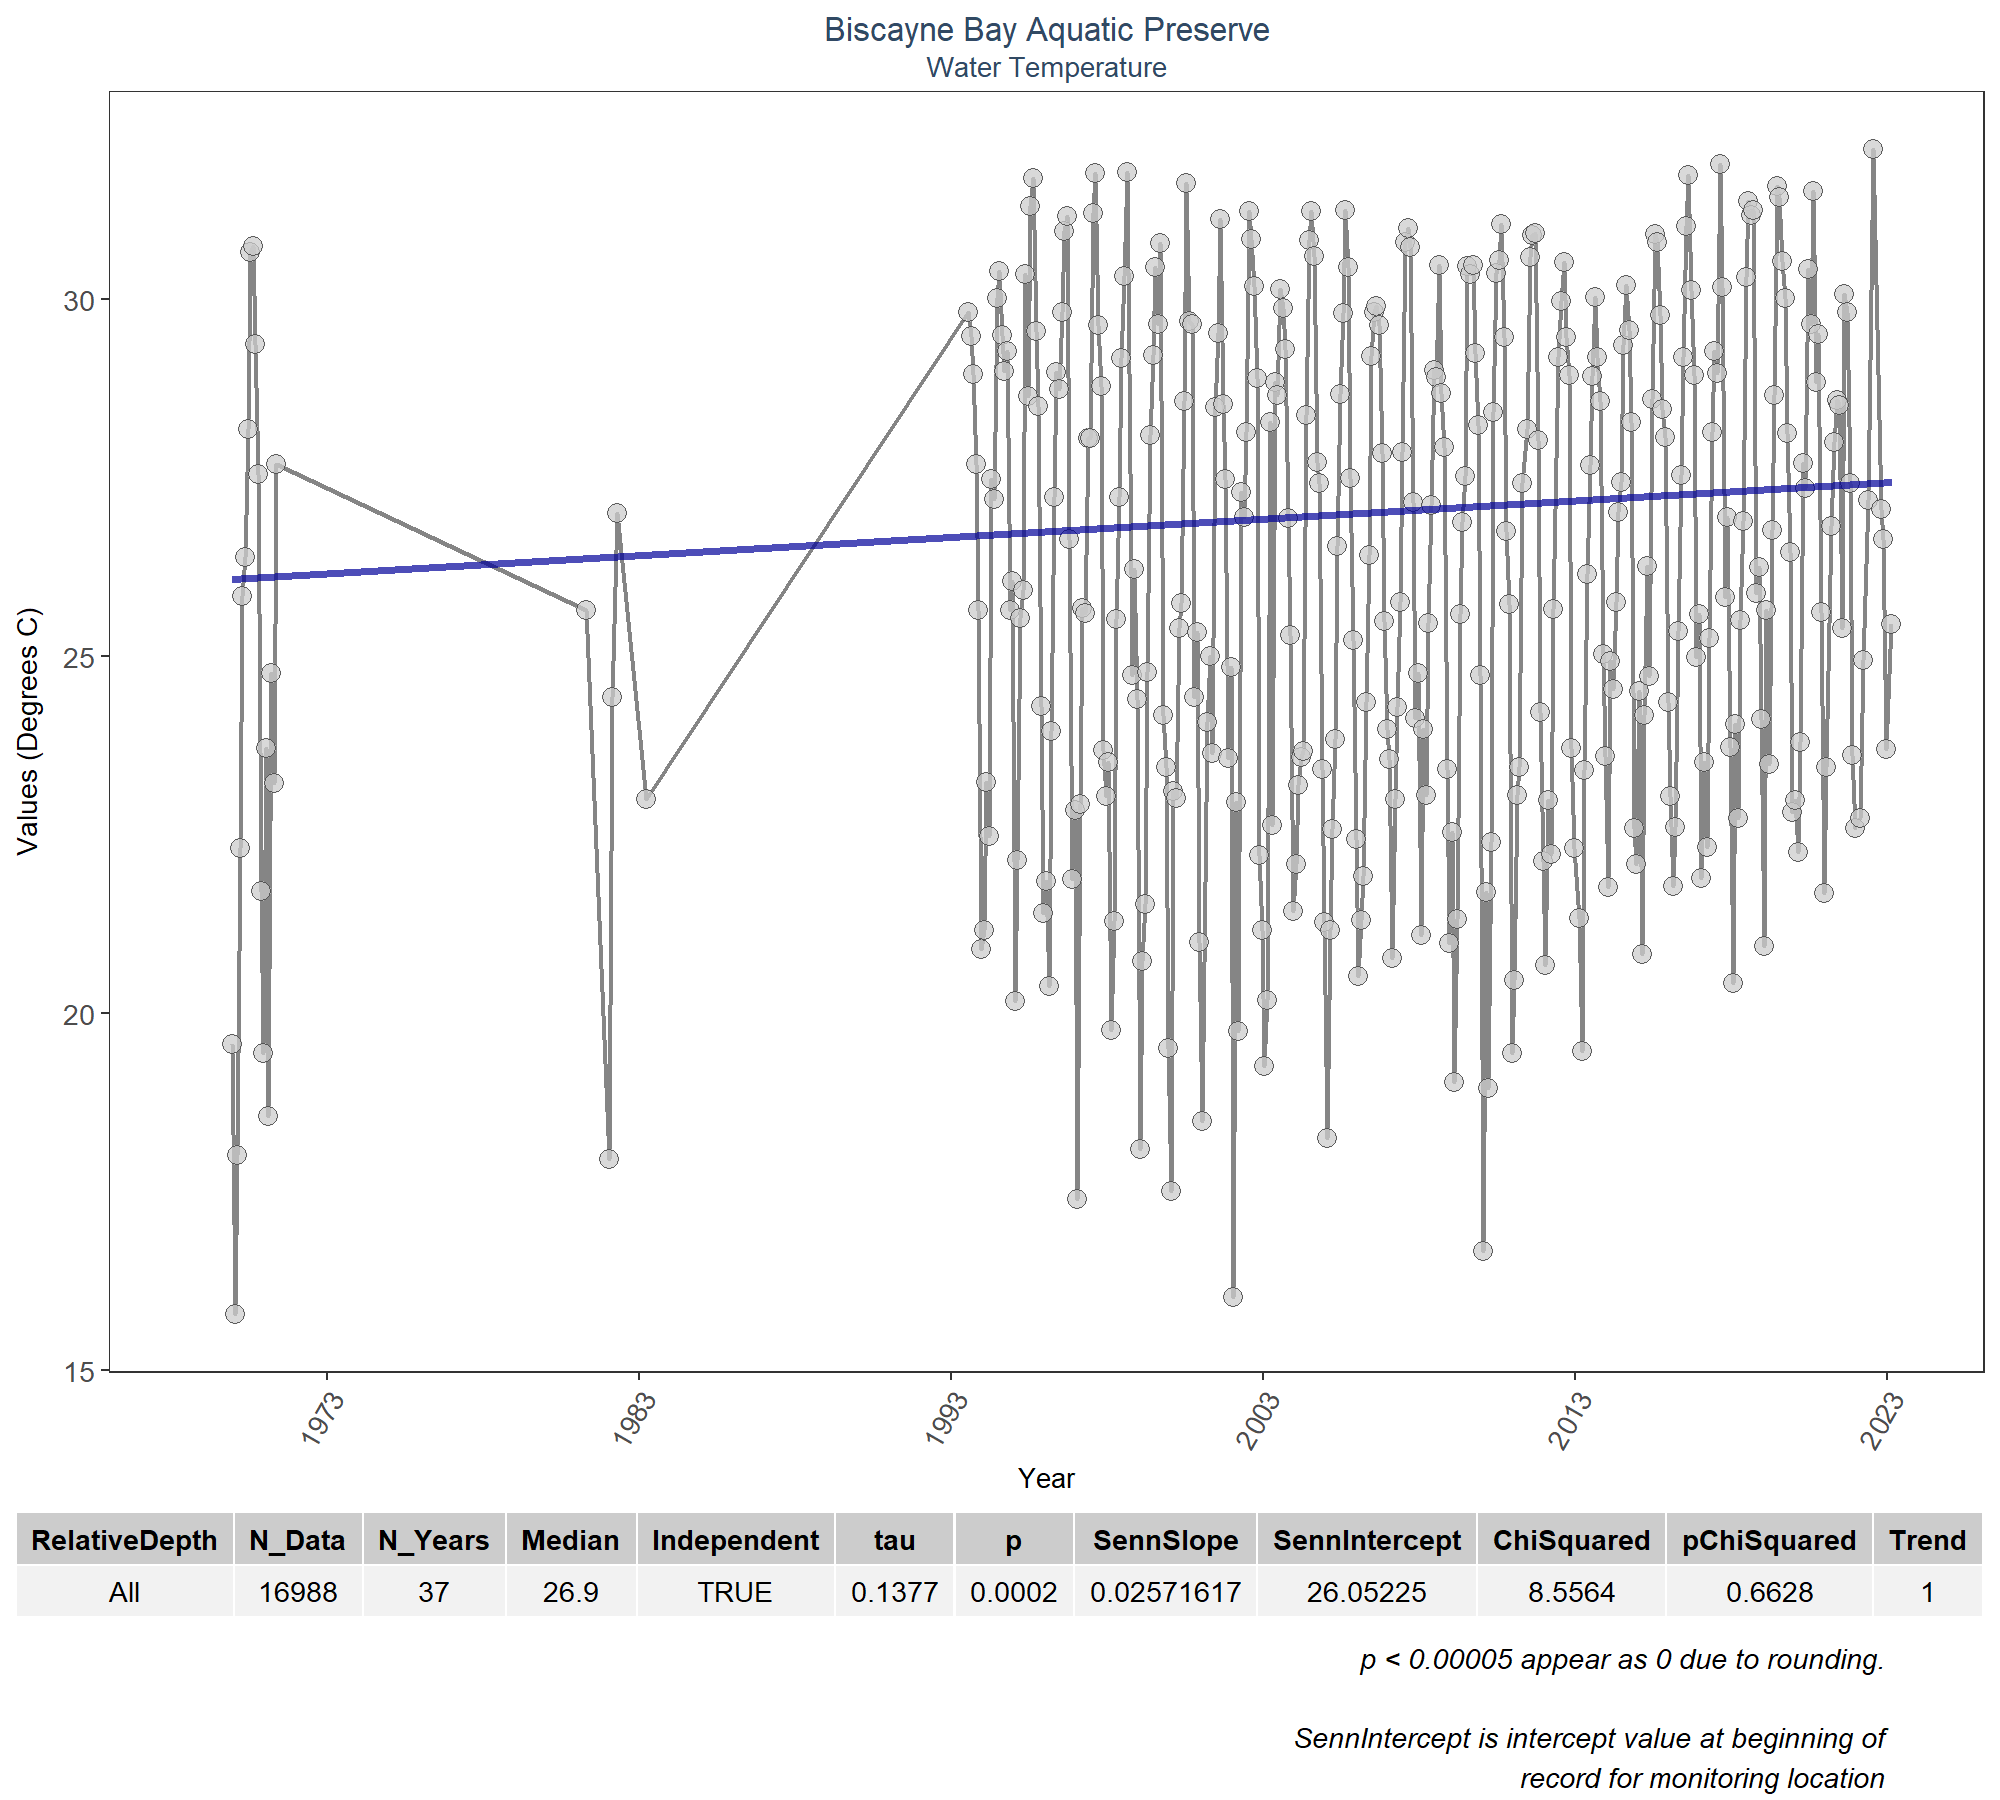 Biscayne Bay Aquatic Preserve
Water Temperature
Values (Degrees C)
30
25
20
15
1973 1983 1993 2003 2013 2023
Year
RelativeDepth N_Data N_Years Median Independent tau p SennSlope SennIntercept ChiSquared pChiSquared Trend
All 16988 37 26.9 TRUE 0.1377 0.0002 0.02571617 26.05225 8.5564 0.6628 1
p < 0.00005 appear as 0 due to rounding.
SennIntercept is intercept value at beginning of
record for monitoring location